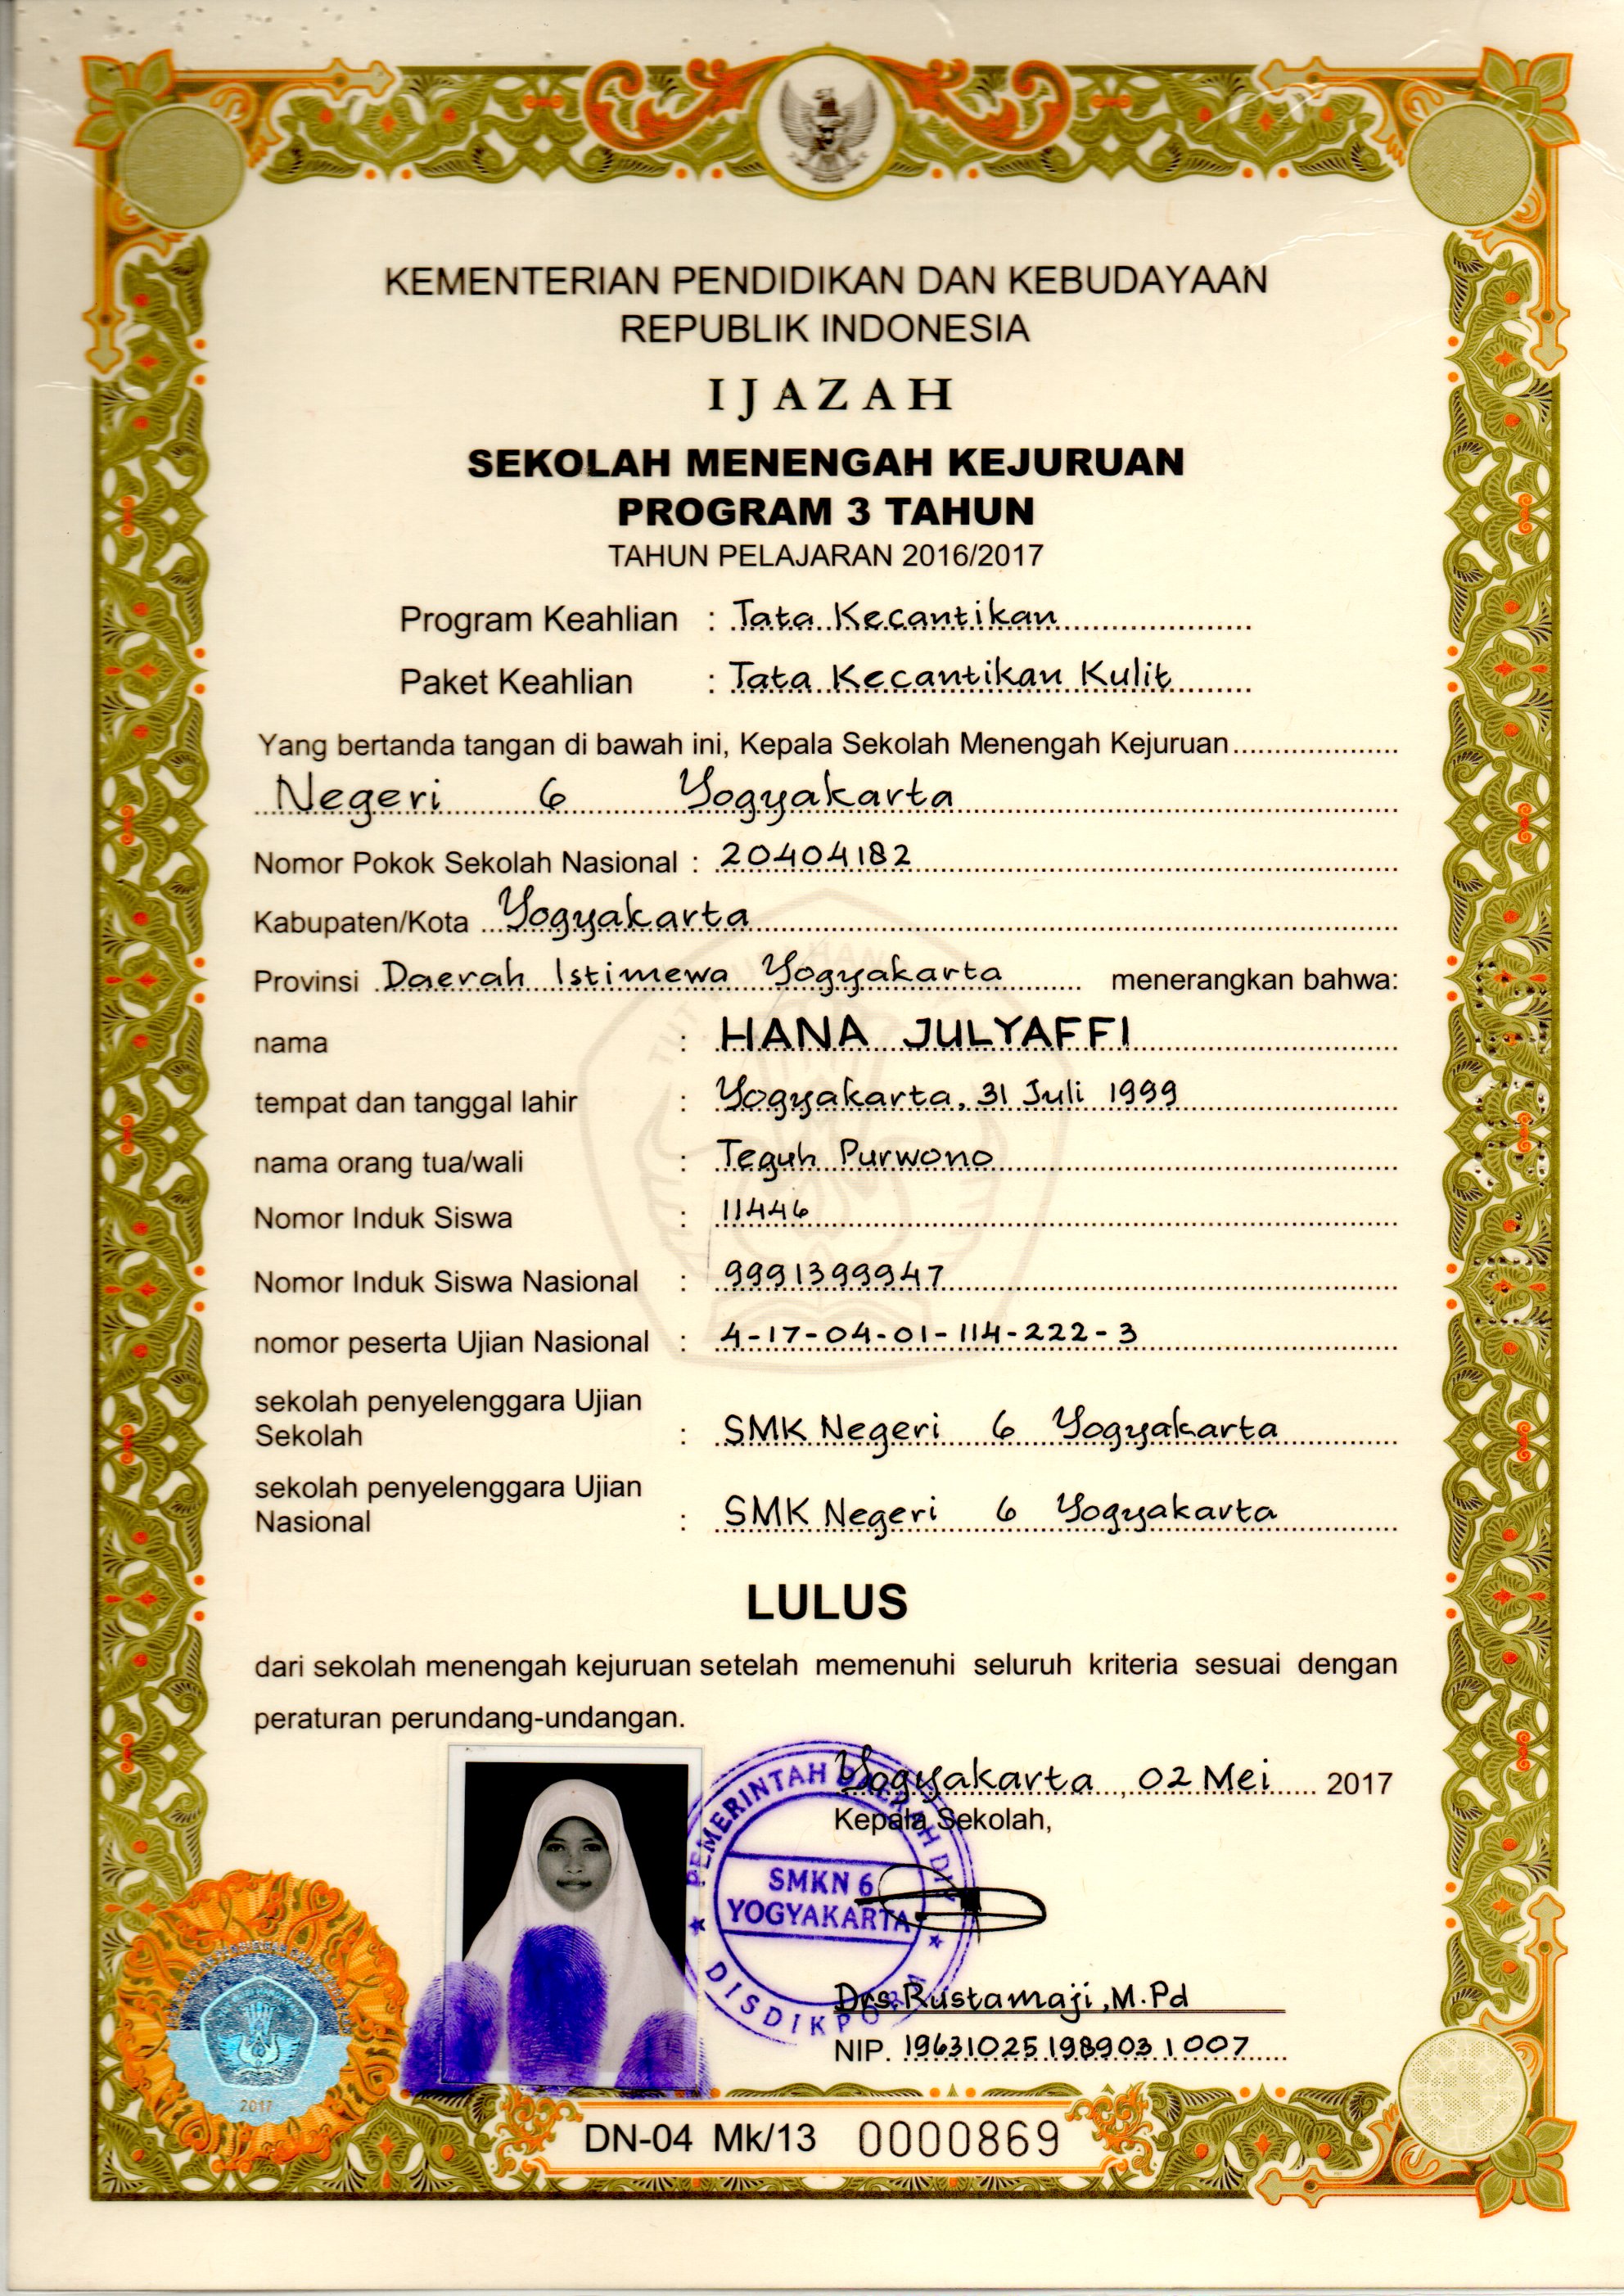 KEMENTERIAN PENDIDIKAN DAN KEBUDAYAAN
REPUBLIK INDONESIA
IJAZAH
SEKOLAH MENENGAH KEJURUAN
PROGRAM 3 TAHUN
TAHUN PELAJARAN 2016/2017
Program Keahlian : Tata Kecantikan
Paket Keahlian : Tata Kecantikan Kulit
Yang bertanda tangan di bawah ini, Kepala Sekolah Menengah Kejuruan
Negeri 6 Yogyakarta
Nomor Pokok Sekolah Nasional : 20404182
Kabupaten/Kota Yogyakarta
Provinsi Daerah Istimewa Yogyakarta menerangkan bahwa:
nama : HANA JULYAFFI
tempat dan tanggal lahir : Yogyakarta, 31 Juli 1999
nama orang tua/wali : Teguh Purwono
Nomor Induk Siswa : 11446
Nomor Induk Siswa Nasional : 9991399947
nomor peserta Ujian Nasional : 4-17-04-01-114-222-3
sekolah penyelenggara Ujian
Sekolah : SMK Negeri 6 Yogyakarta
sekolah penyelenggara Ujian
Nasional : SMK Negeri 6 Yogyakarta
LULUS
dari sekolah menengah kejuruan setelah memenuhi seluruh kriteria sesuai dengan
peraturan perundang-undangan.
Yogyakarta, 02 Mei 2017
Kepala Sekolah,
PEMERINTAH DAERAH DIY
SMKN 6
YOGYAKARTA
DISDIKPORA
Drs. Rustamaji, M.Pd
NIP. 19631025 198903 1 007
2017
DN-04 Mk/13 0000869